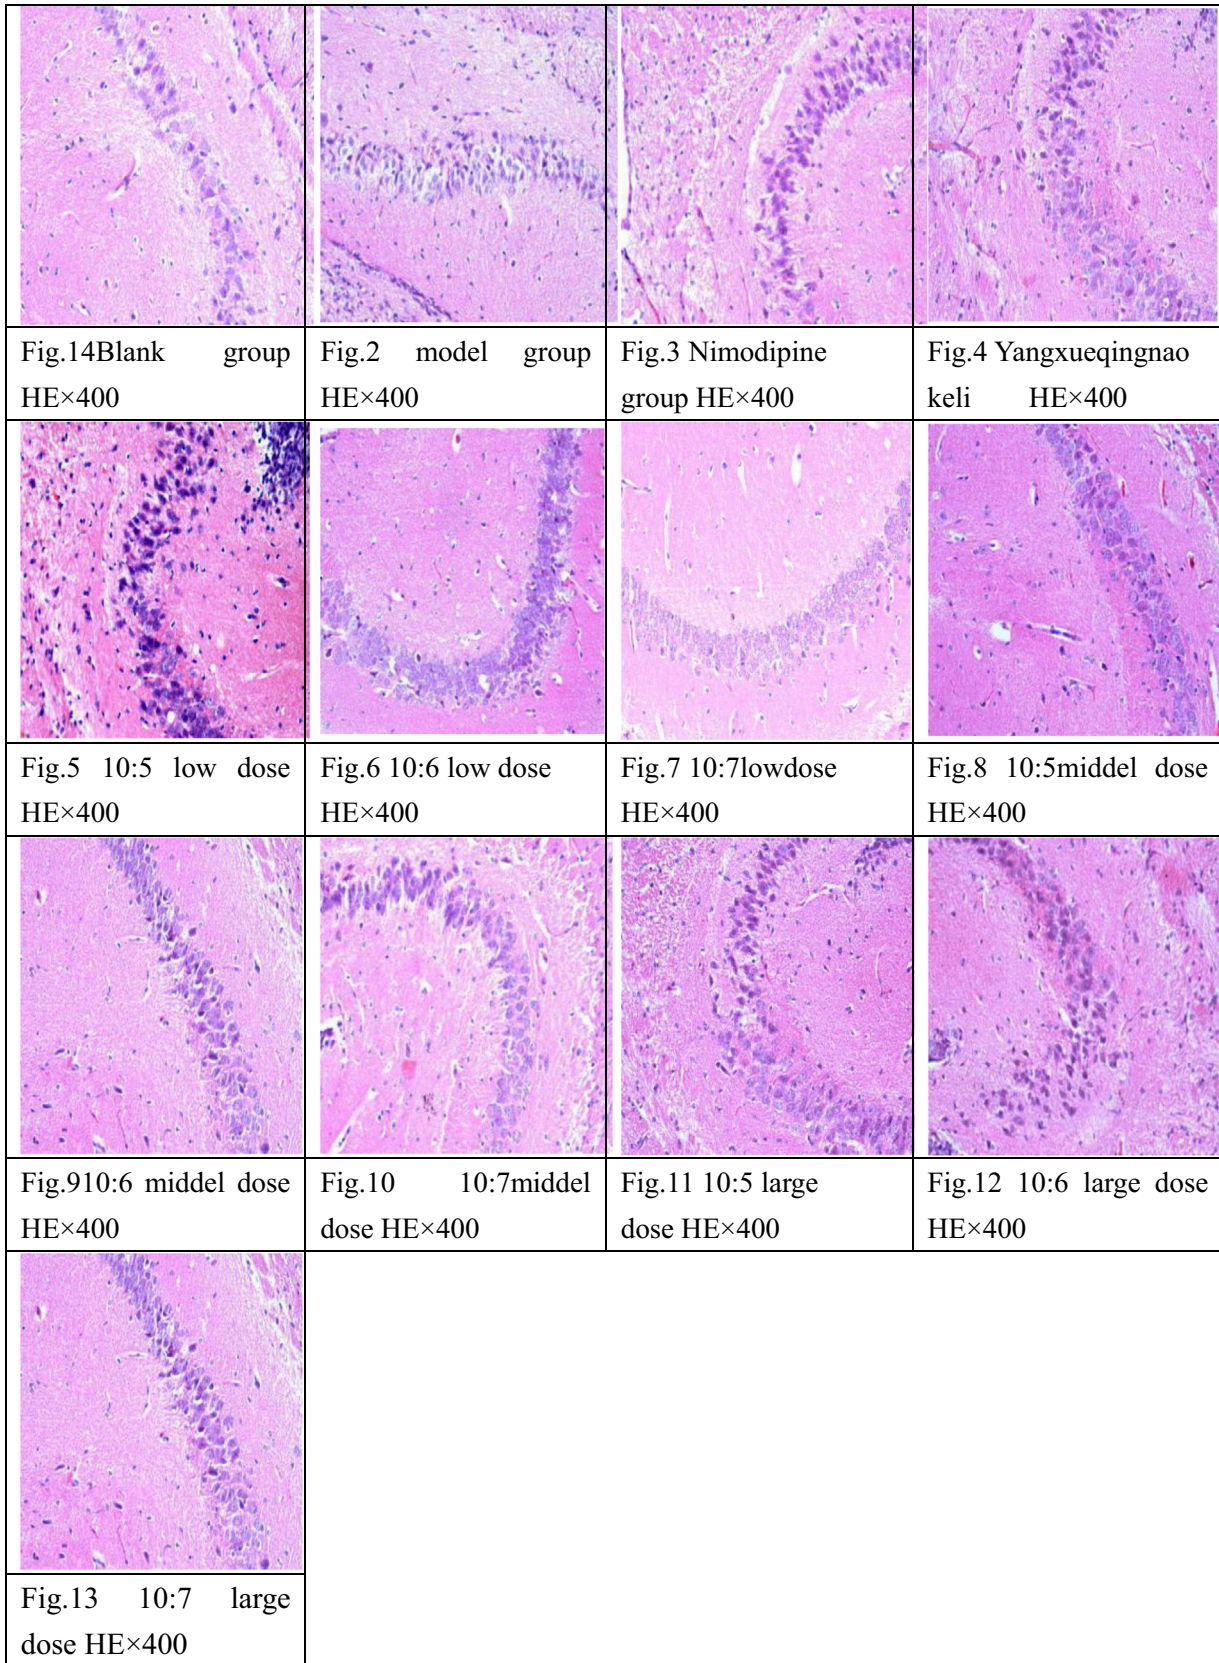 Fig.14Blank group
HE×400
Fig.2 model group
HE×400
Fig.3 Nimodipine
group HE×400
Fig.4 Yangxueqingnao
keli HE×400
Fig.5 10:5 low dose
HE×400
Fig.6 10:6 low dose
HE×400
Fig.7 10:7lowdose
HE×400
Fig.8 10:5middel dose
HE×400
Fig.910:6 middel dose
HE×400
Fig.10 10:7middel
dose HE×400
Fig.11 10:5 large
dose HE×400
Fig.12 10:6 large dose
HE×400
Fig.13 10:7 large
dose HE×400